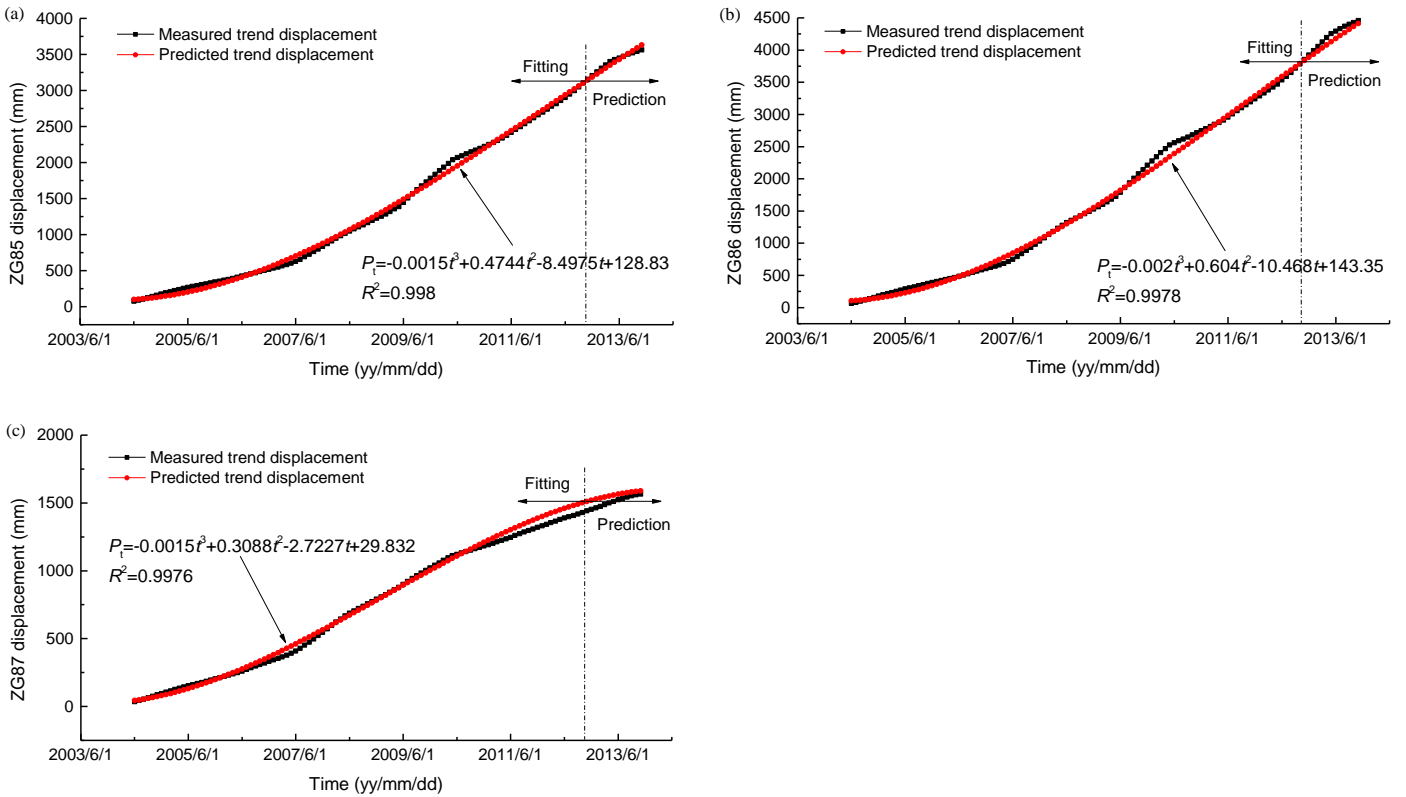 (a)
4000
3500
3000
2500
2000
1500
1000
500
0
ZG85 displacement (mm)
Measured trend displacement
Predicted trend displacement
Fitting
Prediction
Pt=-0.0015t³+0.4744t²-8.4975t+128.83
R²=0.998
2003/6/1 2005/6/1 2007/6/1 2009/6/1 2011/6/1 2013/6/1
Time (yy/mm/dd)
(b)
4500
4000
3500
3000
2500
2000
1500
1000
500
0
ZG86 displacement (mm)
Measured trend displacement
Predicted trend displacement
Fitting
Prediction
Pt=-0.002t³+0.604t²-10.468t+143.35
R²=0.9978
2003/6/1 2005/6/1 2007/6/1 2009/6/1 2011/6/1 2013/6/1
Time (yy/mm/dd)
(c)
2000
1500
1000
500
0
ZG87 displacement (mm)
Measured trend displacement
Predicted trend displacement
Fitting
Prediction
Pt=-0.0015t³+0.3088t²-2.7227t+29.832
R²=0.9976
2003/6/1 2005/6/1 2007/6/1 2009/6/1 2011/6/1 2013/6/1
Time (yy/mm/dd)